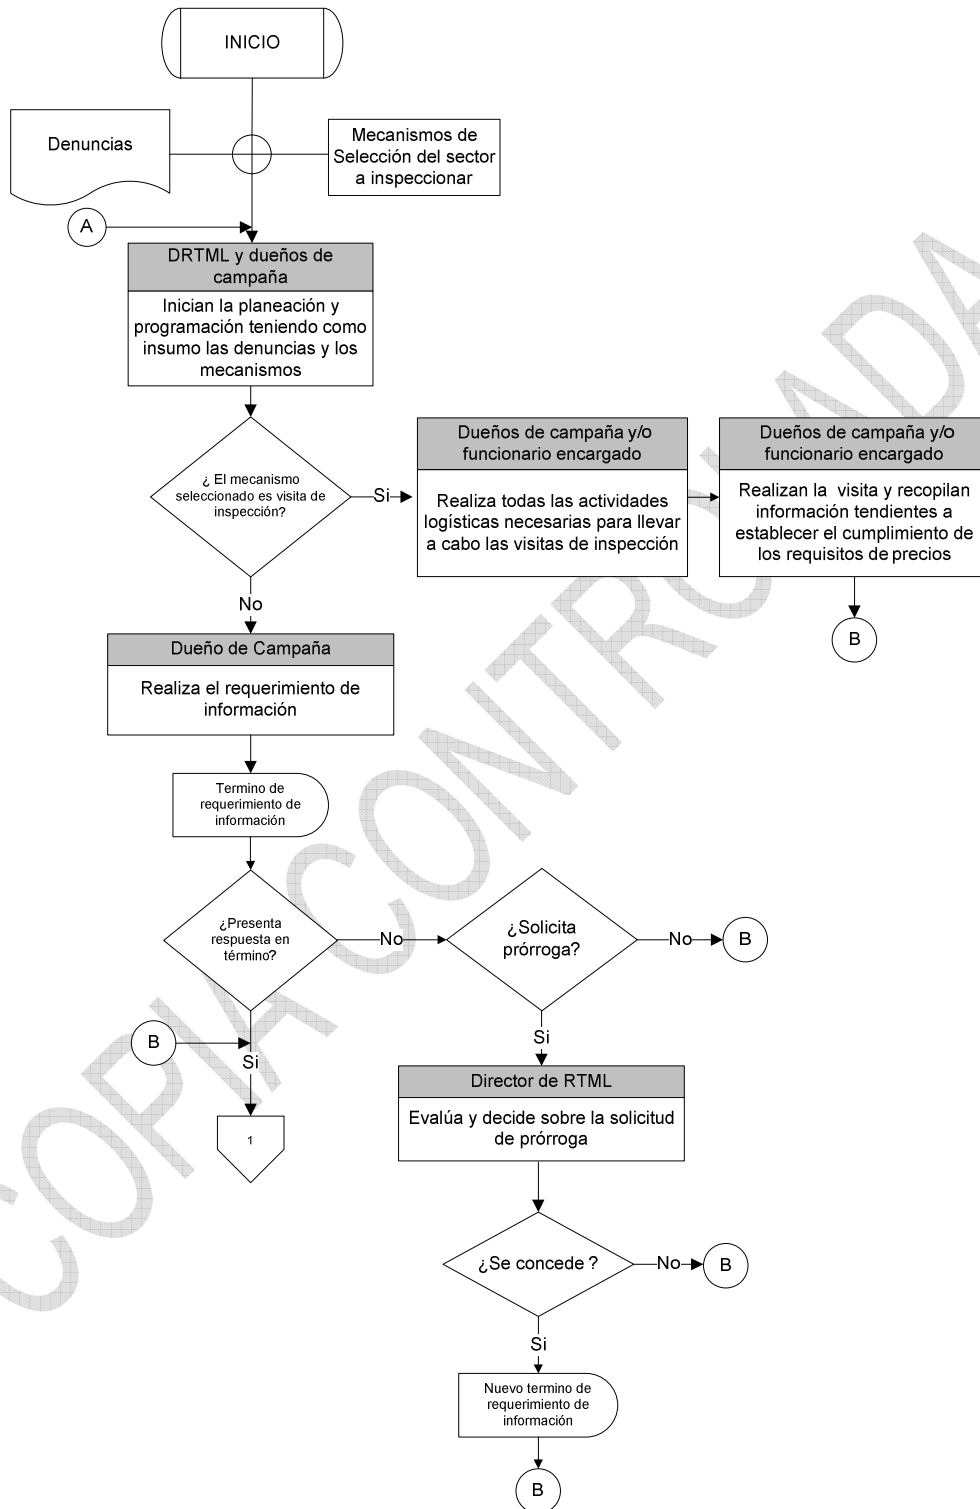 INICIO
Denuncias
Mecanismos de
Selección del sector
a inspeccionar
A
DRTML y dueños de
campaña
Inician la planeación y
programación teniendo como
insumo las denuncias y los
mecanismos
¿ El mecanismo
seleccionado es visita de
inspección?
Si
Dueños de campaña y/o
funcionario encargado
Realiza todas las actividades
logísticas necesarias para llevar
a cabo las visitas de inspección
Dueños de campaña y/o
funcionario encargado
Realizan la visita y recopilan
información tendientes a
establecer el cumplimiento de
los requisitos de precios
B
No
Dueño de Campaña
Realiza el requerimiento de
información
Termino de
requerimiento de
información
¿Presenta
respuesta en
término?
No
¿Solicita
prórroga?
No
B
B
Si
1
Si
Director de RTML
Evalúa y decide sobre la solicitud
de prórroga
¿Se concede ?
No
B
Si
Nuevo termino de
requerimiento de
información
B
COPIA CONTROLADA